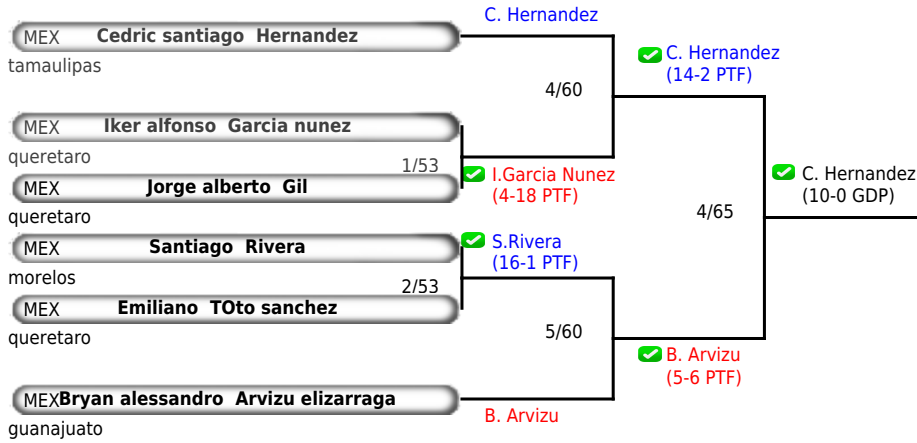 C. Hernandez
MEX Cedric santiago Hernandez
tamaulipas
C. Hernandez
(14-2 PTF)
4/60
MEX Iker alfonso Garcia nunez
queretaro
1/53
I.Garcia Nunez
(4-18 PTF)
MEX Jorge alberto Gil
queretaro
C. Hernandez
(10-0 GDP)
4/65
MEX Santiago Rivera
morelos
S.Rivera
(16-1 PTF)
2/53
MEX Emiliano TOto sanchez
queretaro
5/60
B. Arvizu
(5-6 PTF)
MEX Bryan alessandro Arvizu elizarraga
guanajuato
B. Arvizu